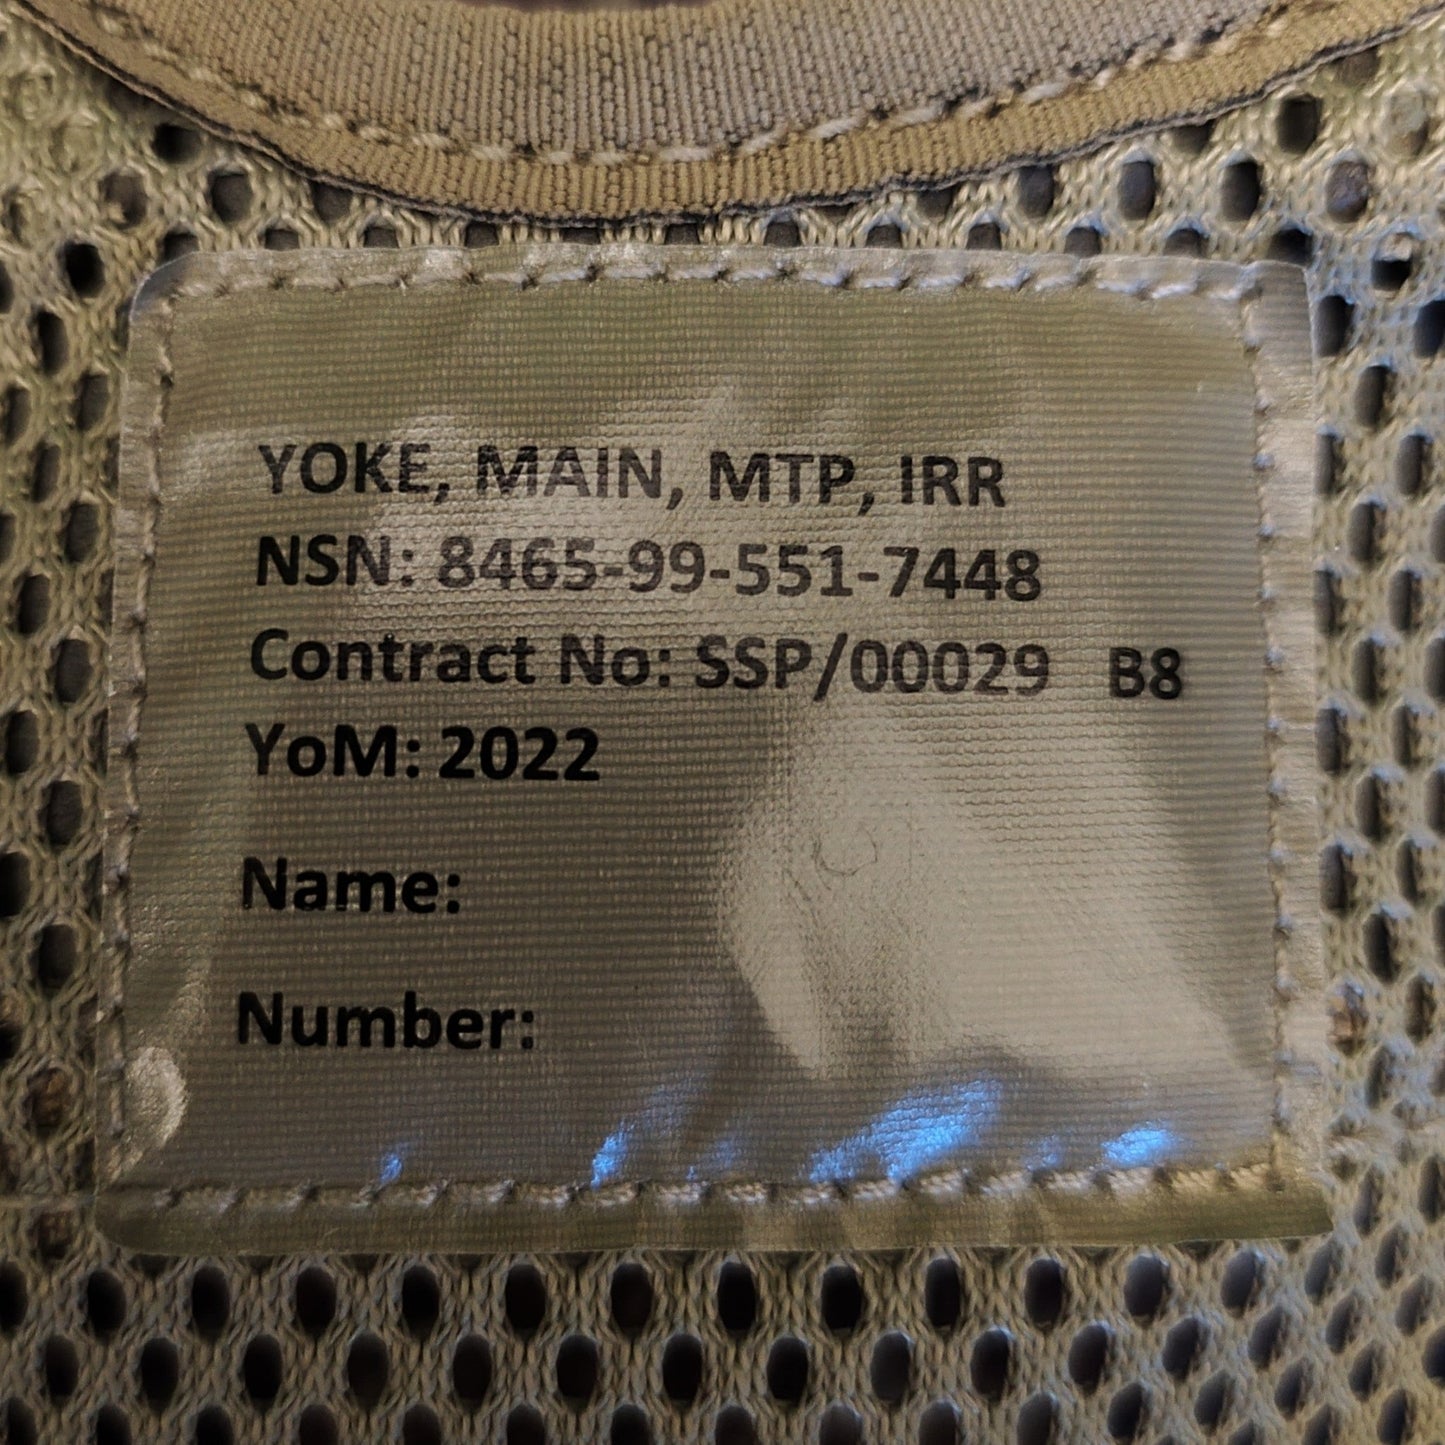 YOKE, MAIN, MTP, IRR
NSN: 8465-99-551-7448
Contract No: SSP/00029 B8
YoM: 2022
Name:
Number: